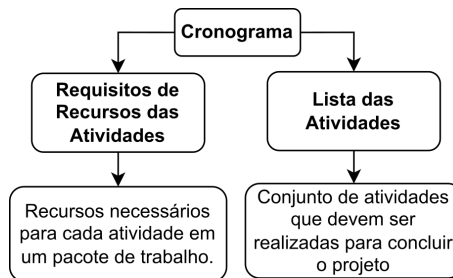 Cronograma
Requisitos de
Recursos das
Atividades
Lista das
Atividades
Recursos necessários
para cada atividade em
um pacote de trabalho.
Conjunto de atividades
que devem ser
realizadas para concluir
o projeto